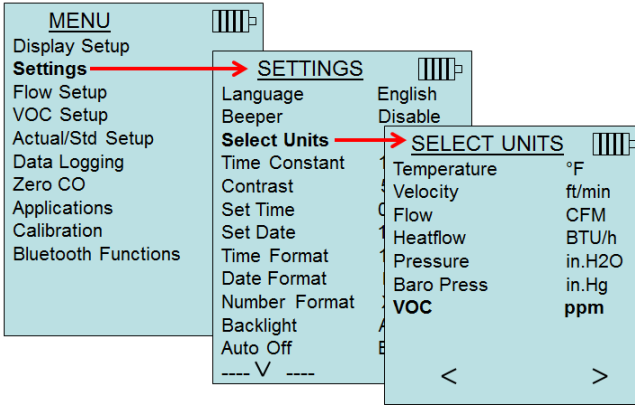 MENU
Display Setup
Settings
Flow Setup
VOC Setup
Actual/Std Setup
Data Logging
Zero CO
Applications
Calibration
Bluetooth Functions
SETTINGS
Language English
Beeper Disable
Select Units
Time Constant
Contrast
Set Time
Set Date
Time Format
Date Format
Number Format
Backlight
Auto Off
---- V ----
SELECT UNITS
Temperature °F
Velocity ft/min
Flow CFM
Heatflow BTU/h
Pressure in.H2O
Baro Press in.Hg
VOC ppm
< >